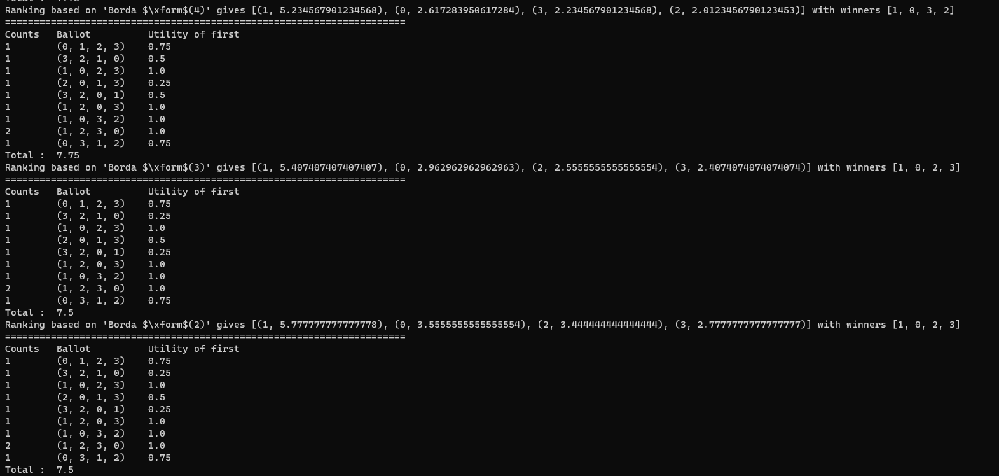 Ranking based on 'Borda $\xform$(4)' gives [(1, 5.234567901234568), (0, 2.617283950617284), (3, 2.234567901234568), (2, 2.0123456790123453)] with winners [1, 0, 3, 2]
======================================================================
Counts   Ballot          Utility of first
1        (0, 1, 2, 3)    0.75
1        (3, 2, 1, 0)    0.5
1        (1, 0, 2, 3)    1.0
1        (2, 0, 1, 3)    0.25
1        (3, 2, 0, 1)    0.5
1        (1, 2, 0, 3)    1.0
1        (1, 0, 3, 2)    1.0
2        (1, 2, 3, 0)    1.0
1        (0, 3, 1, 2)    0.75
Total :  7.75
Ranking based on 'Borda $\xform$(3)' gives [(1, 5.407407407407407), (0, 2.962962962962963), (2, 2.5555555555555554), (3, 2.4074074074074074)] with winners [1, 0, 2, 3]
======================================================================
Counts   Ballot          Utility of first
1        (0, 1, 2, 3)    0.75
1        (3, 2, 1, 0)    0.25
1        (1, 0, 2, 3)    1.0
1        (2, 0, 1, 3)    0.5
1        (3, 2, 0, 1)    0.25
1        (1, 2, 0, 3)    1.0
1        (1, 0, 3, 2)    1.0
2        (1, 2, 3, 0)    1.0
1        (0, 3, 1, 2)    0.75
Total :  7.5
Ranking based on 'Borda $\xform$(2)' gives [(1, 5.777777777777778), (0, 3.5555555555555554), (2, 3.444444444444444), (3, 2.7777777777777777)] with winners [1, 0, 2, 3]
======================================================================
Counts   Ballot          Utility of first
1        (0, 1, 2, 3)    0.75
1        (3, 2, 1, 0)    0.25
1        (1, 0, 2, 3)    1.0
1        (2, 0, 1, 3)    0.5
1        (3, 2, 0, 1)    0.25
1        (1, 2, 0, 3)    1.0
1        (1, 0, 3, 2)    1.0
2        (1, 2, 3, 0)    1.0
1        (0, 3, 1, 2)    0.75
Total :  7.5